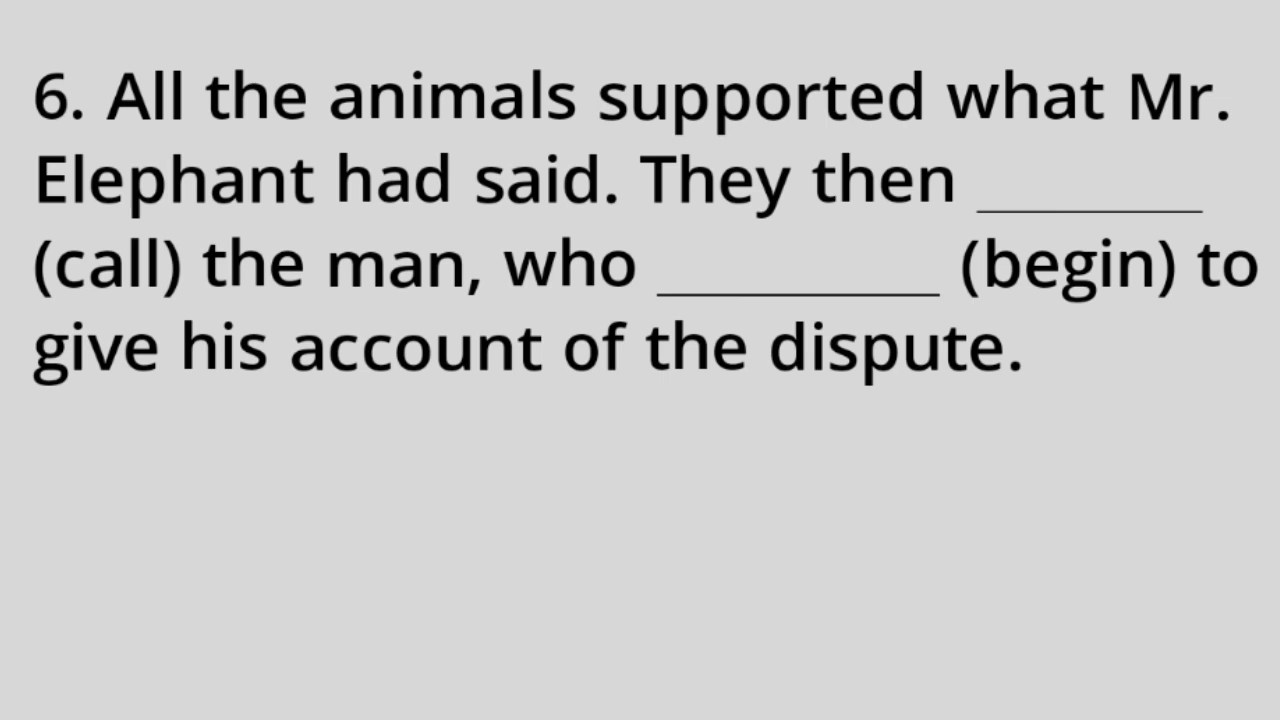 6. All the animals supported what Mr.
Elephant had said. They then ________
(call) the man, who __________ (begin) to
give his account of the dispute.